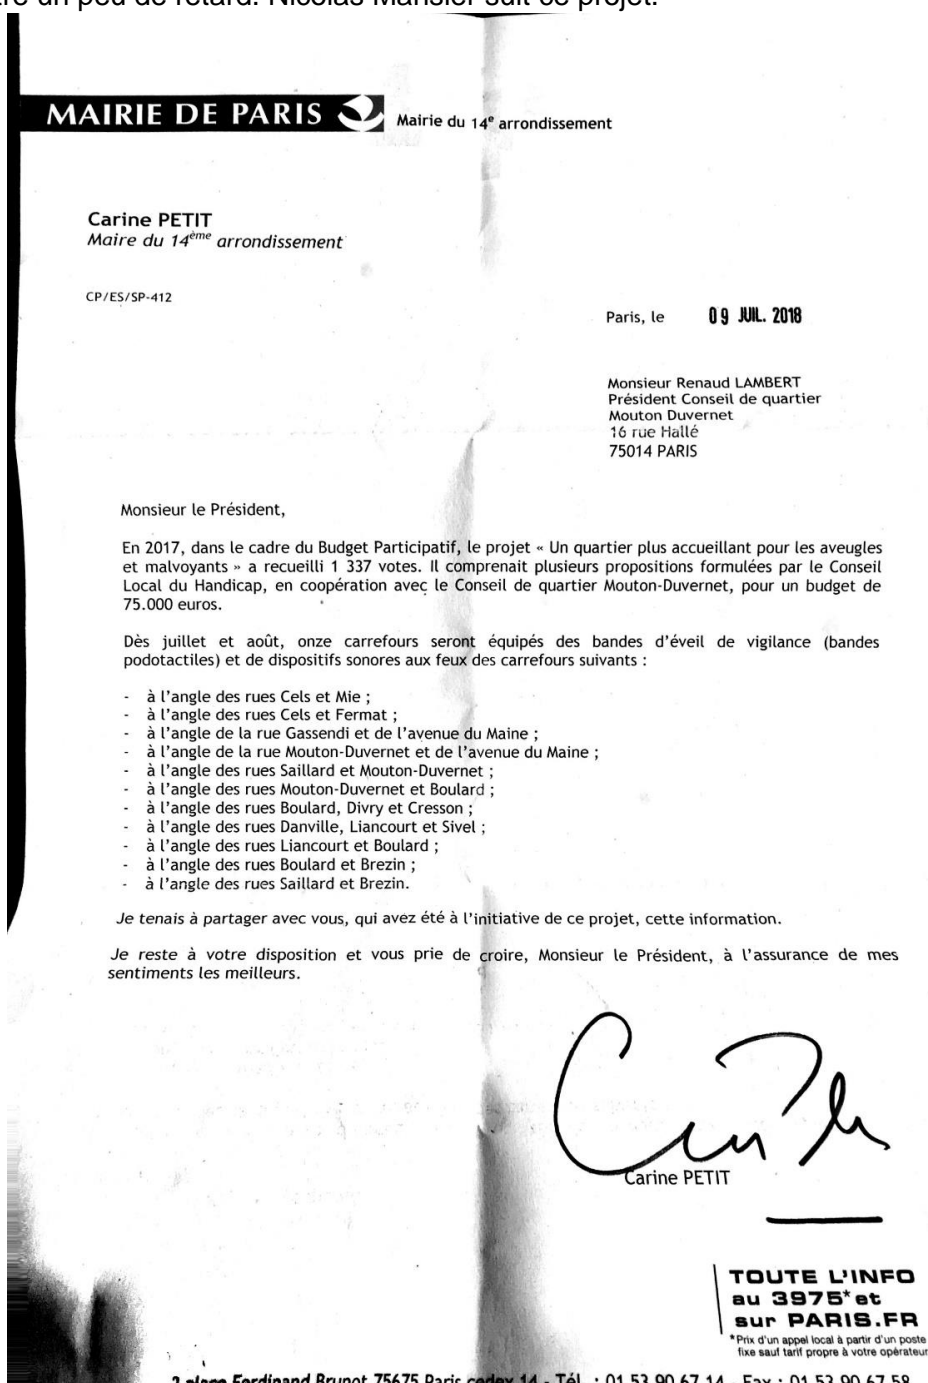 un peu de retard. Nicolas Mansier suit ce projet.
MAIRIE DE PARIS Mairie du 14e arrondissement
Carine PETIT
Maire du 14ème arrondissement
CP/ES/SP-412
Paris, le 09 JUIL. 2018
Monsieur Renaud LAMBERT
Président Conseil de quartier
Mouton Duvernet
16 rue Hallé
75014 PARIS
Monsieur le Président,
En 2017, dans le cadre du Budget Participatif, le projet « Un quartier plus accueillant pour les aveugles
et malvoyants » a recueilli 1 337 votes. Il comprenait plusieurs propositions formulées par le Conseil
Local du Handicap, en coopération avec le Conseil de quartier Mouton-Duvernet, pour un budget de
75.000 euros.
Dès juillet et août, onze carrefours seront équipés des bandes d'éveil de vigilance (bandes
podotactiles) et de dispositifs sonores aux feux des carrefours suivants :
- à l'angle des rues Cels et Mie ;
- à l'angle des rues Cels et Fermat ;
- à l'angle de la rue Gassendi et de l'avenue du Maine ;
- à l'angle de la rue Mouton-Duvernet et de l'avenue du Maine ;
- à l'angle des rues Saillard et Mouton-Duvernet ;
- à l'angle des rues Mouton-Duvernet et Boulard ;
- à l'angle des rues Boulard, Divry et Cresson ;
- à l'angle des rues Danville, Liancourt et Sivel ;
- à l'angle des rues Liancourt et Boulard ;
- à l'angle des rues Boulard et Brezin ;
- à l'angle des rues Saillard et Brezin.
Je tenais à partager avec vous, qui avez été à l'initiative de ce projet, cette information.
Je reste à votre disposition et vous prie de croire, Monsieur le Président, à l'assurance de mes
sentiments les meilleurs.
Carine PETIT
TOUTE L'INFO
au 3975* et
sur PARIS.FR
*Prix d'un appel local à partir d'un poste
fixe sauf tarif propre à votre opérateur
2 place Ferdinand Brunot 75675 Paris cedex 14 - Tél. : 01 53 90 67 14 - Fax : 01 53 90 67 58